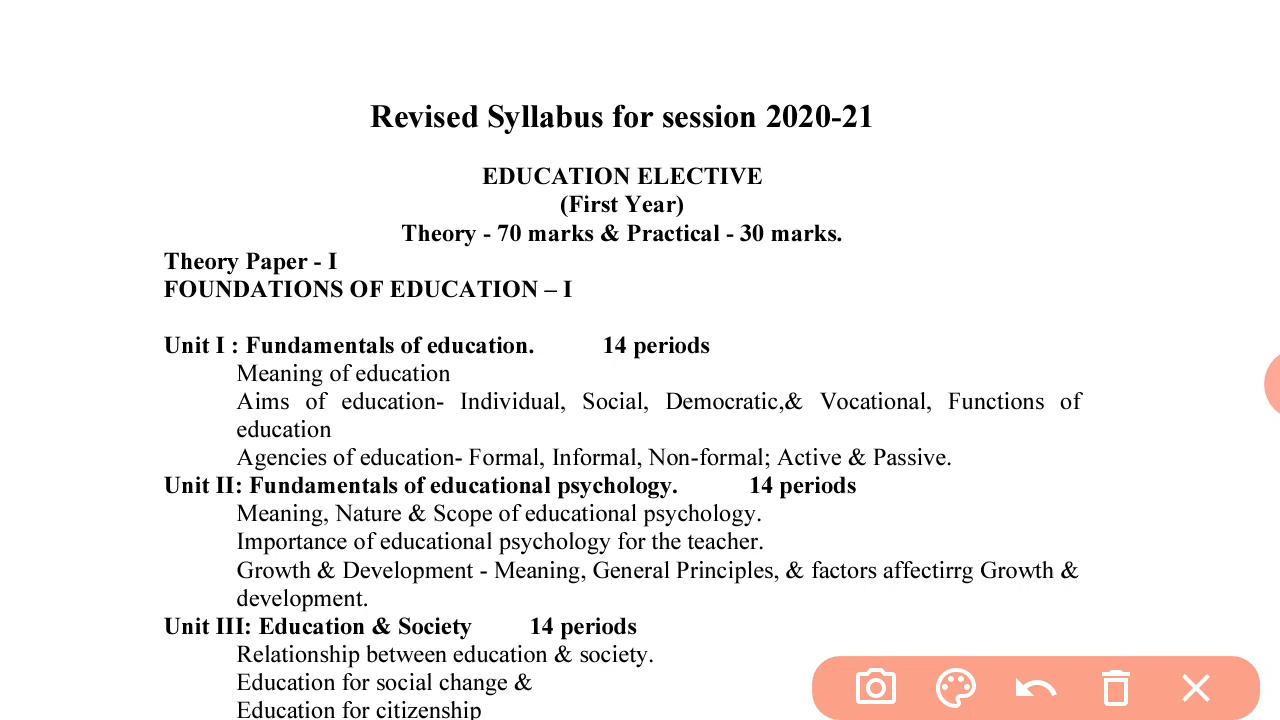 Revised Syllabus for session 2020-21
EDUCATION ELECTIVE
(First Year)
Theory - 70 marks & Practical - 30 marks.
Theory Paper - I
FOUNDATIONS OF EDUCATION – I
Unit I : Fundamentals of education. 14 periods
Meaning of education
Aims of education- Individual, Social, Democratic,& Vocational, Functions of
education
Agencies of education- Formal, Informal, Non-formal; Active & Passive.
Unit II: Fundamentals of educational psychology. 14 periods
Meaning, Nature & Scope of educational psychology.
Importance of educational psychology for the teacher.
Growth & Development - Meaning, General Principles, & factors affectirrg Growth &
development.
Unit III: Education & Society 14 periods
Relationship between education & society.
Education for social change &
Education for citizenship